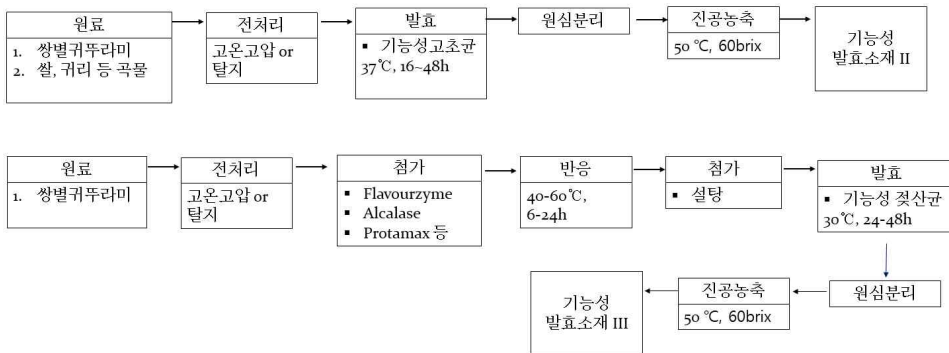 원료
1. 쌍별귀뚜라미
2. 쌀, 귀리 등 곡물
전처리
고온고압 or
탈지
발효
▪ 기능성고초균
37℃, 16~48h
원심분리
진공농축
50 ℃, 60brix
기능성
발효소재 II
원료
1. 쌍별귀뚜라미
전처리
고온고압 or
탈지
첨가
▪ Flavourzyme
▪ Alcalase
▪ Protamax 등
반응
40-60℃,
6-24h
첨가
▪ 설탕
발효
▪ 기능성 젖산균
30℃, 24-48h
원심분리
진공농축
50 ℃, 60brix
기능성
발효소재 III